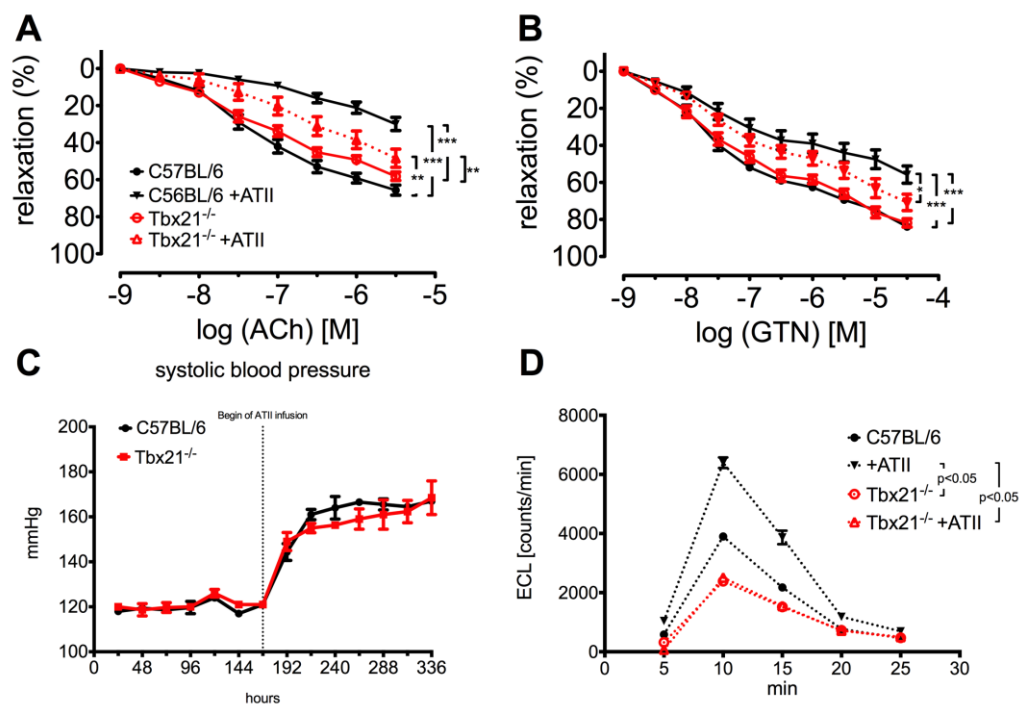 A
relaxation (%)
0
20
40
60
80
100
C57BL/6
C56BL/6 +ATII
Tbx21-/-
Tbx21-/- +ATII
***
***
**
**
-9
-8
-7
-6
-5
log (ACh) [M]
B
relaxation (%)
0
20
40
60
80
100
*
***
***
-9
-8
-7
-6
-5
-4
log (GTN) [M]
C
systolic blood pressure
Begin of ATII infusion
C57BL/6
Tbx21-/-
mmHg
200
180
160
140
120
100
0
48
96
144
192
240
288
336
hours
D
ECL [counts/min]
8000
6000
4000
2000
0
C57BL/6
+ATII
Tbx21-/-
Tbx21-/- +ATII
p<0.05
p<0.05
0
5
10
15
20
25
30
min